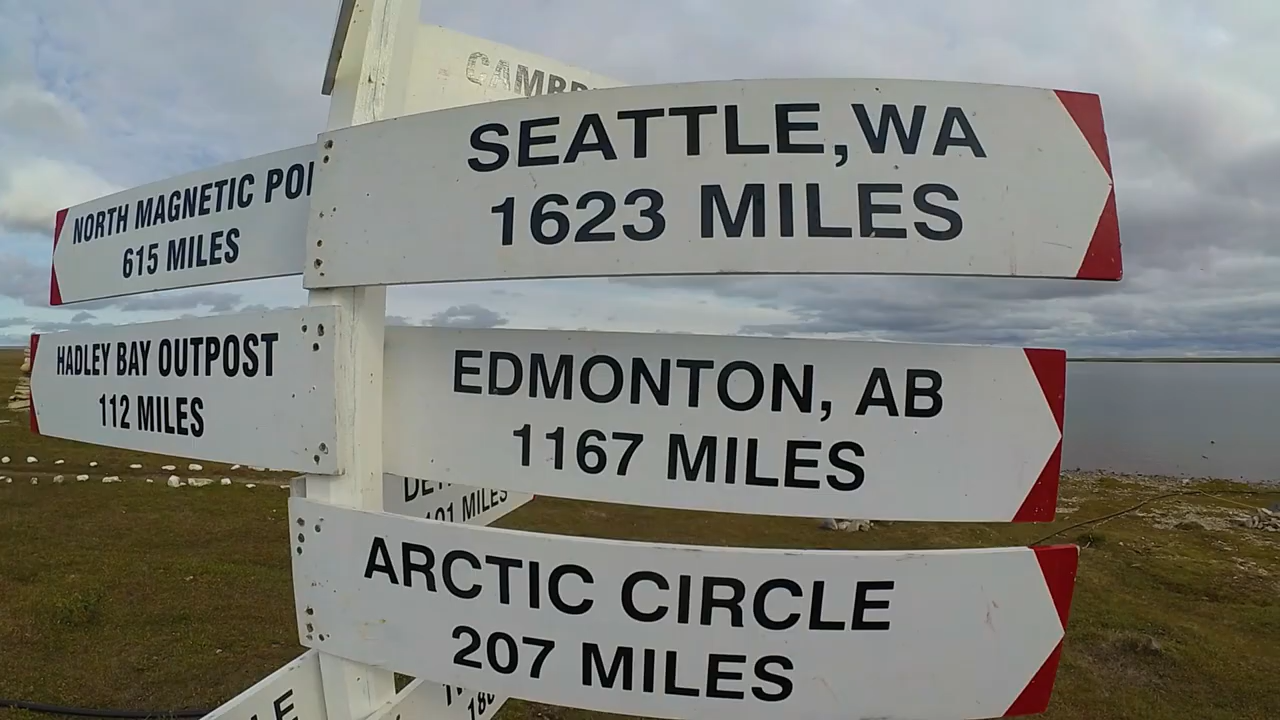 SEATTLE, WA
1623 MILES
NORTH MAGNETIC
615 MILES
HADLEY BAY OUTPOST
112 MILES
EDMONTON, AB
1167 MILES
MILES
ARCTIC CIRCLE
207 MILES